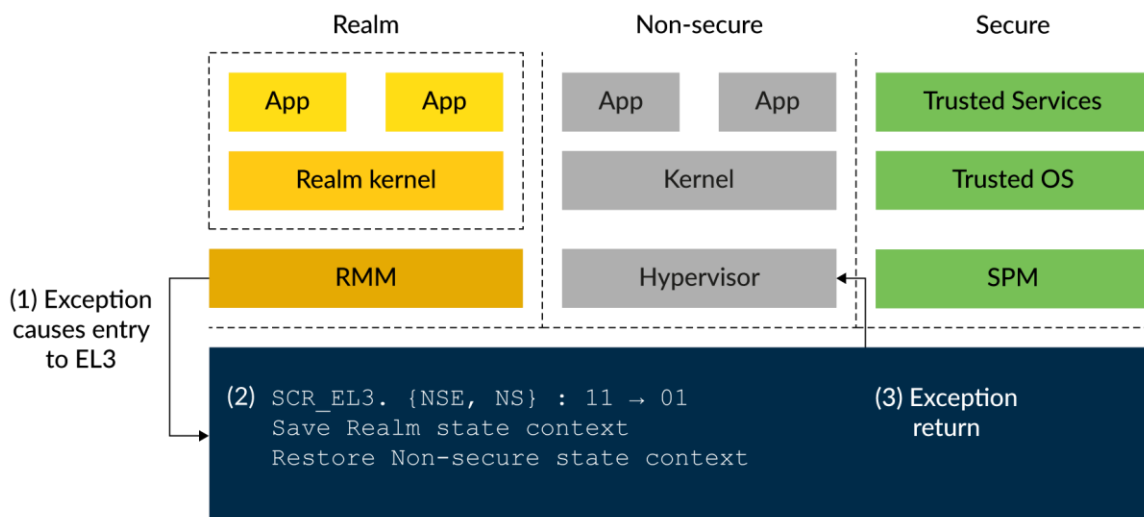 Realm
Non-secure
Secure
App
App
App
App
Trusted Services
Realm kernel
Kernel
Trusted OS
RMM
Hypervisor
SPM
(1) Exception
causes entry
to EL3
(2) SCR_EL3. {NSE, NS} : 11 → 01
Save Realm state context
Restore Non-secure state context
(3) Exception
return